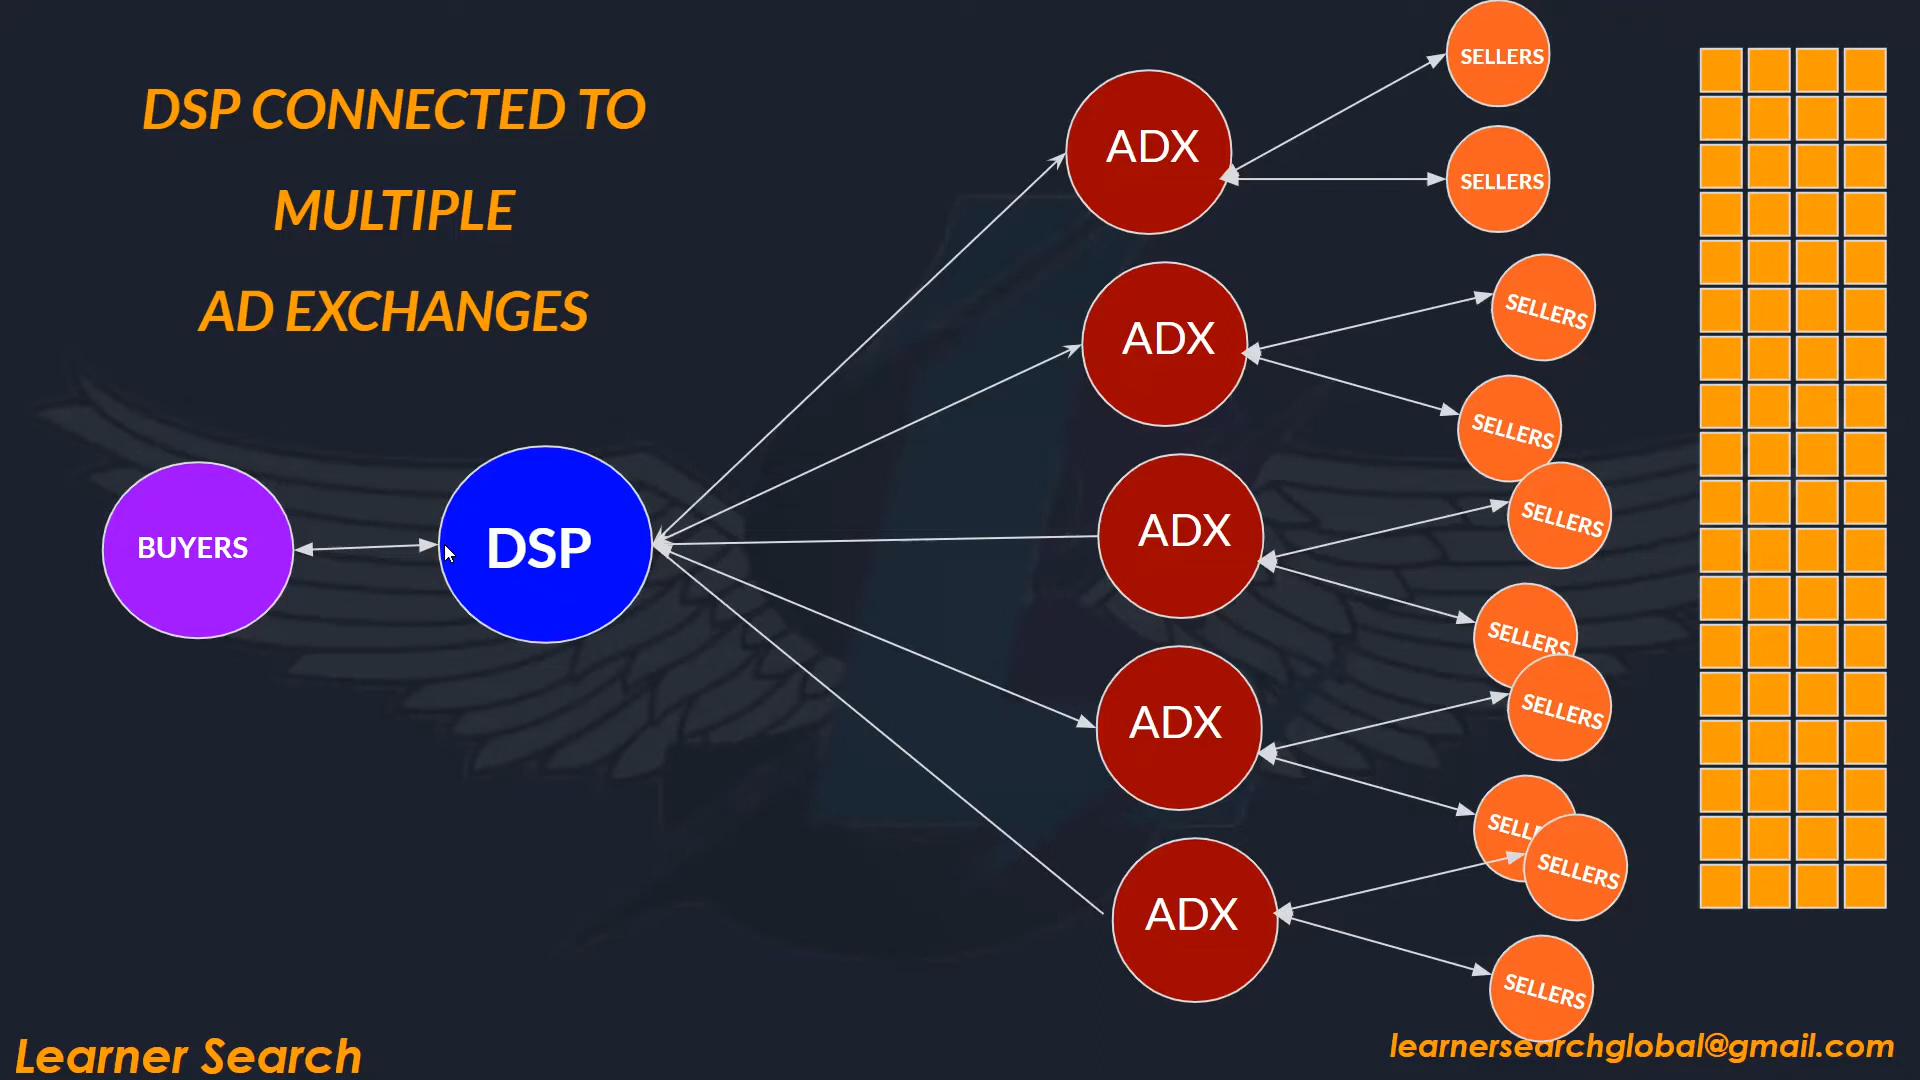 DSP CONNECTED TO
MULTIPLE
AD EXCHANGES
BUYERS
DSP
ADX
ADX
ADX
ADX
ADX
SELLERS
SELLERS
SELLERS
SELLERS
SELLERS
SELLERS
SELLERS
SELL
SELLERS
SELLERS
Learner Search
learnersearchglobal@gmail.com